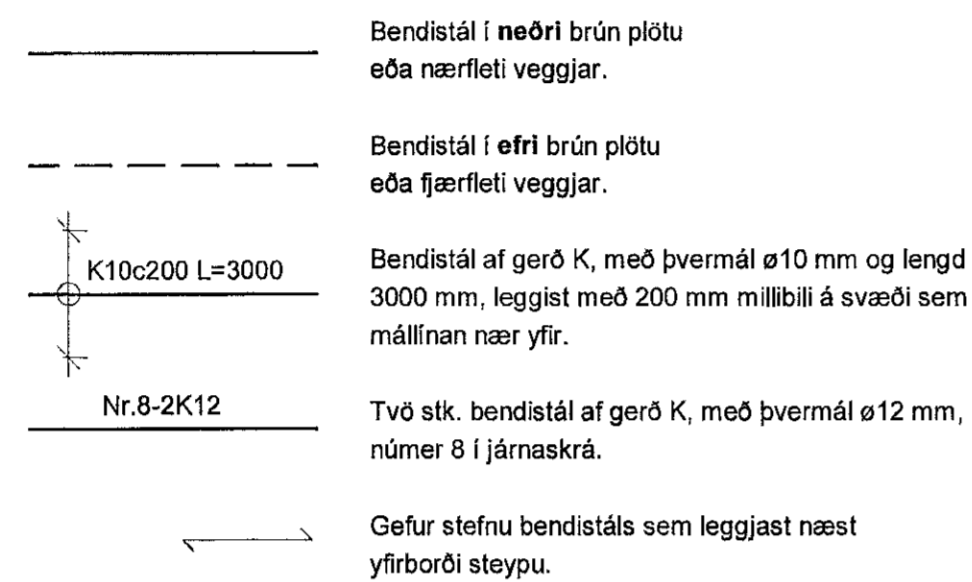 Bendistál í neðri brún plötu
eða nærfleti veggjar.
Bendistál í efri brún plötu
eða fjærfleti veggjar.
K10c200 L=3000
Bendistál af gerð K, með þvermál ø10 mm og lengd
3000 mm, leggist með 200 mm millibili á svæði sem
mállínan nær yfir.
Nr.8-2K12
Tvö stk. bendistál af gerð K, með þvermál ø12 mm,
númer 8 í járnaskrá.
Gefur stefnu bendistáls sem leggjast næst
yfirborði steypu.